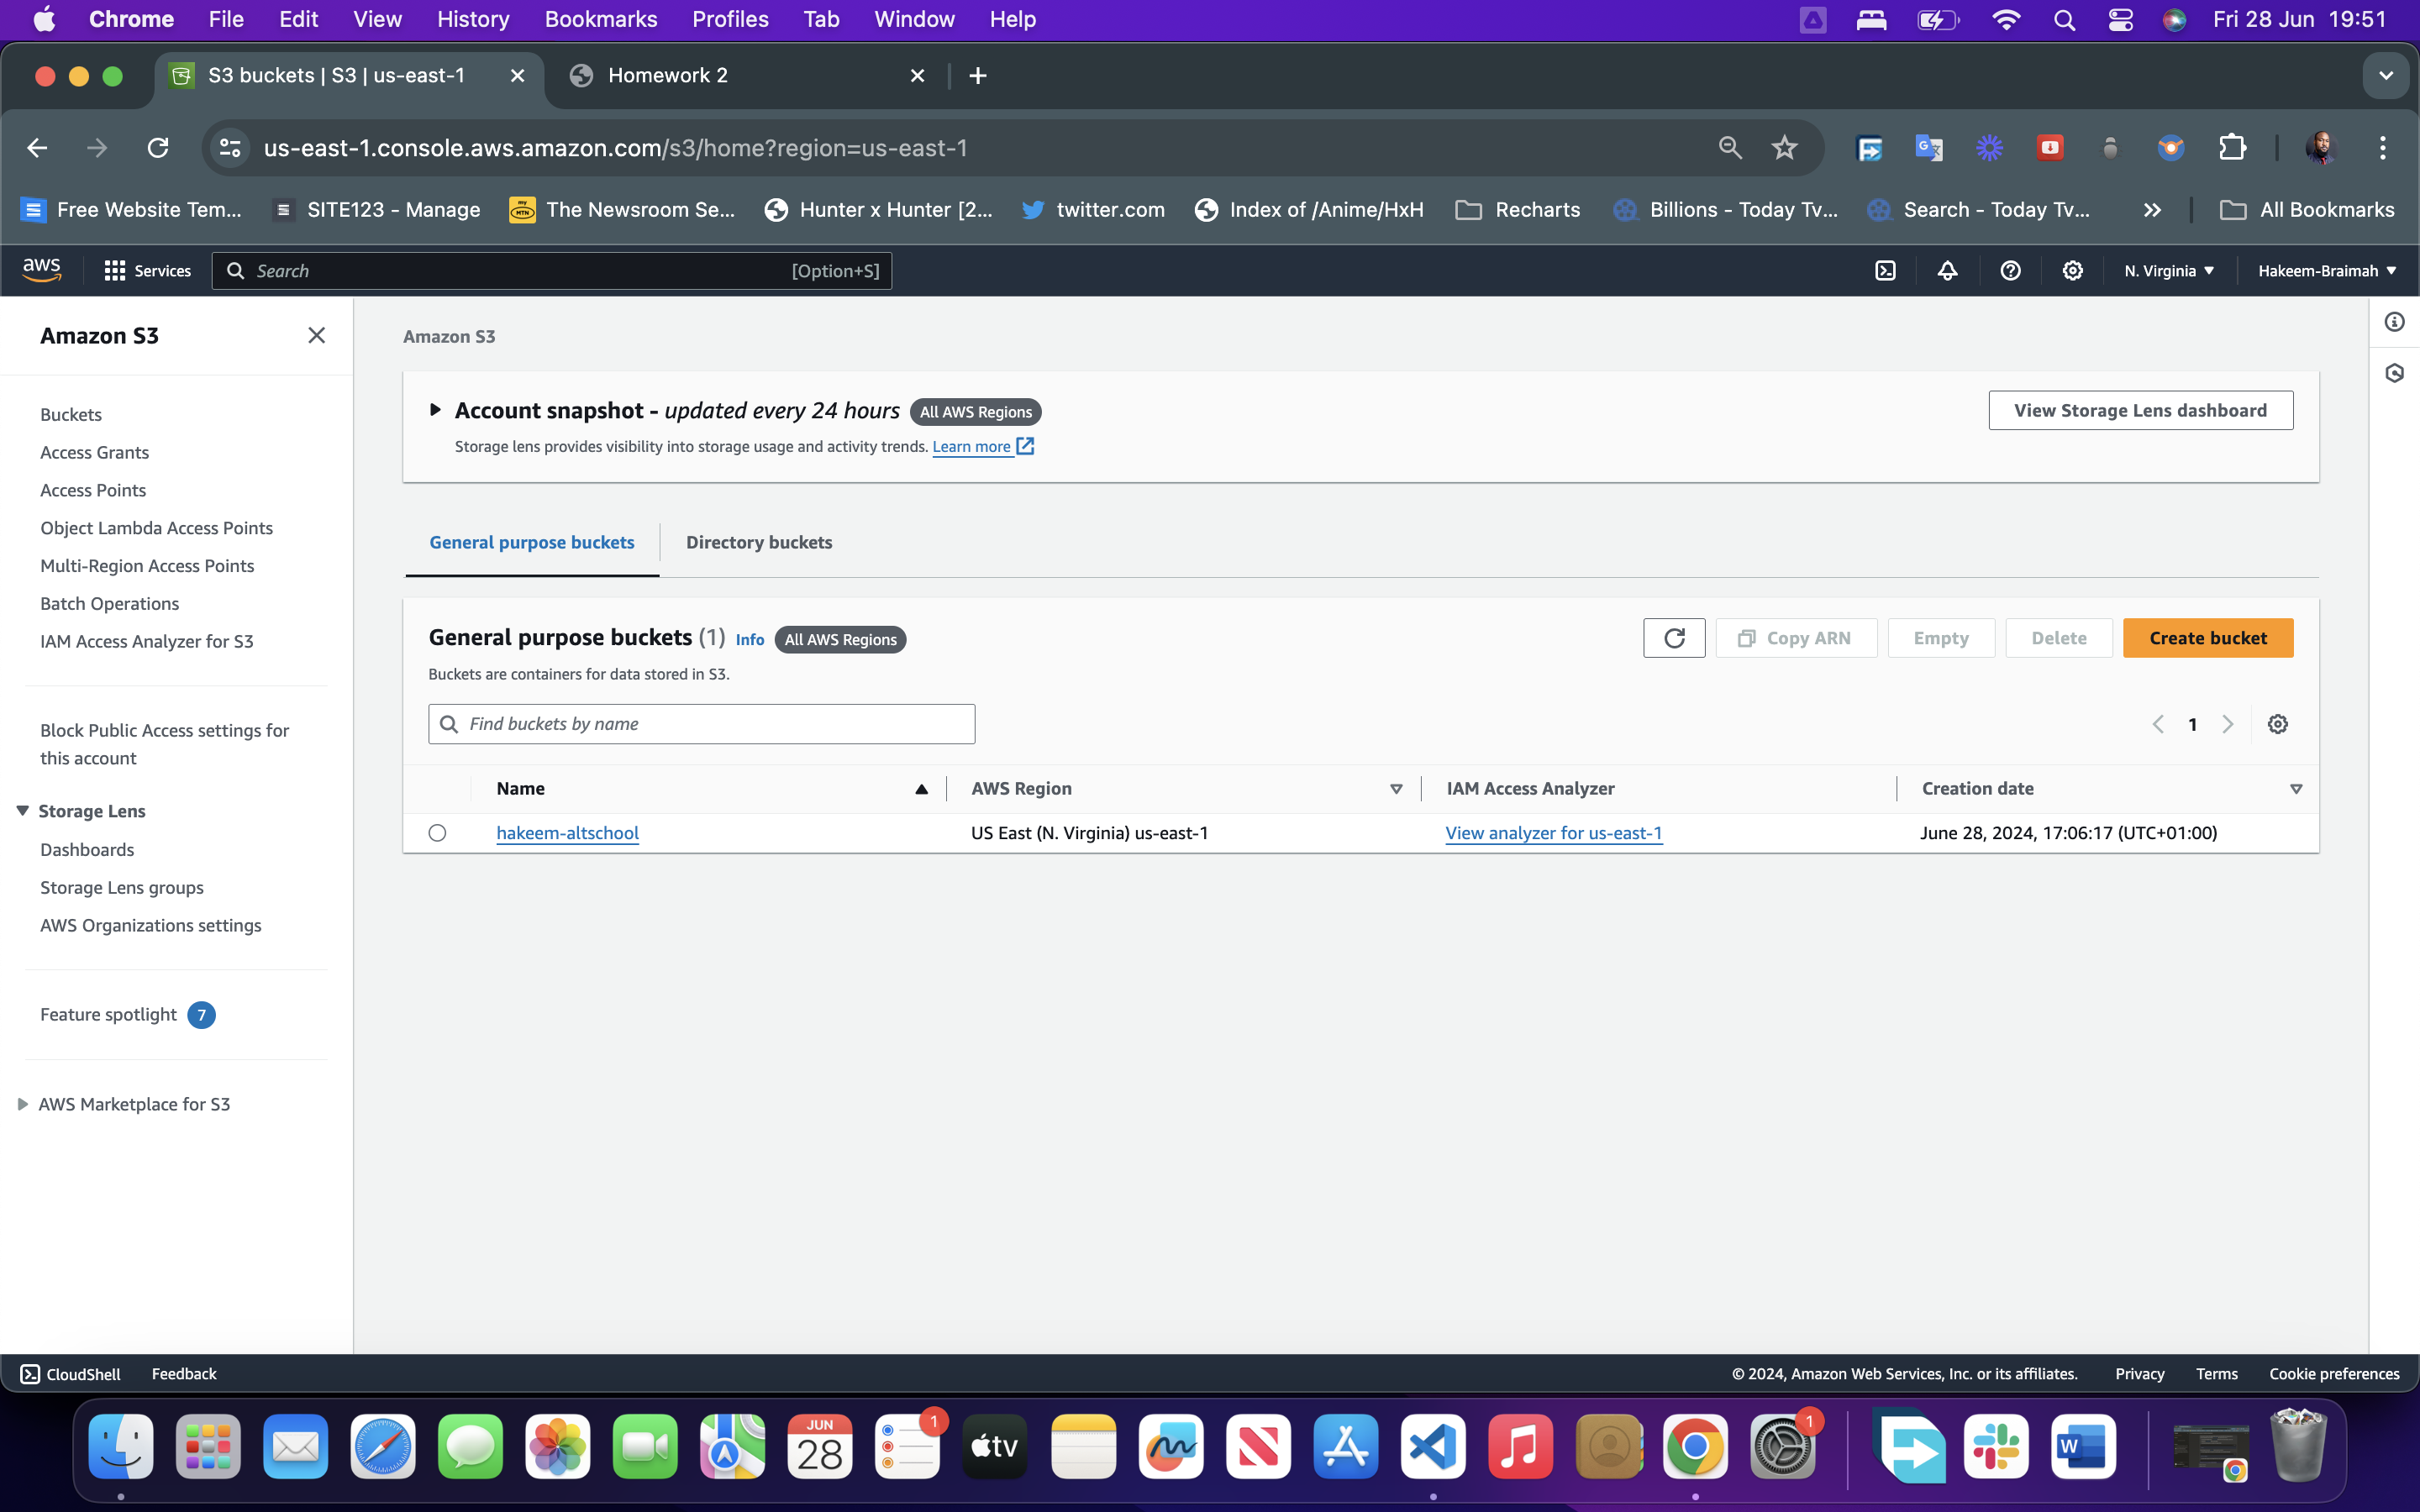 Chrome File Edit View History Bookmarks Profiles Tab Window Help Fri 28 Jun 19:51
S3 buckets | S3 | us-east-1 Homework 2
us-east-1.console.aws.amazon.com/s3/home?region=us-east-1
Free Website Tem... SITE123 - Manage The Newsroom Se... Hunter x Hunter [2... twitter.com Index of /Anime/HxH Recharts Billions - Today Tv... Search - Today Tv... All Bookmarks
aws Services Search [Option+S] N. Virginia Hakeem-Braimah
Amazon S3
Buckets
Access Grants
Access Points
Object Lambda Access Points
Multi-Region Access Points
Batch Operations
IAM Access Analyzer for S3
Block Public Access settings for
this account
Storage Lens
Dashboards
Storage Lens groups
AWS Organizations settings
Feature spotlight 7
AWS Marketplace for S3
Amazon S3
Account snapshot - updated every 24 hours All AWS Regions
View Storage Lens dashboard
Storage lens provides visibility into storage usage and activity trends. Learn more
General purpose buckets Directory buckets
General purpose buckets (1) Info All AWS Regions
Copy ARN Empty Delete Create bucket
Buckets are containers for data stored in S3.
Find buckets by name
1
Name AWS Region IAM Access Analyzer Creation date
hakeem-altschool US East (N. Virginia) us-east-1 View analyzer for us-east-1 June 28, 2024, 17:06:17 (UTC+01:00)
CloudShell Feedback © 2024, Amazon Web Services, Inc. or its affiliates. Privacy Terms Cookie preferences
JUN
28
1
tv
1
W